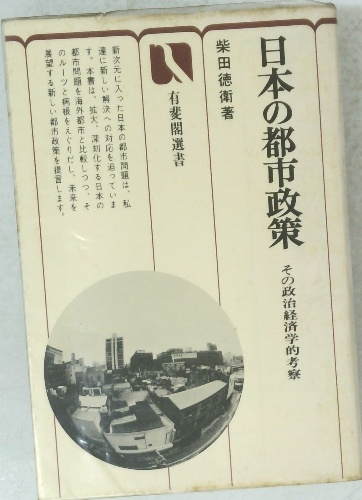 日本の都市政策
その政治経済学的考察
柴田徳衛著
有斐閣選書
新次元に入った日本の都市問題は、私
達に新しい解決への対応を迫っていま
す。本書は、拡大、深刻化する日本の
都市問題を海外都市と比較しつつ、そ
のルーツと病根をえぐりだし、未来を
展望する新しい都市政策を提言します。